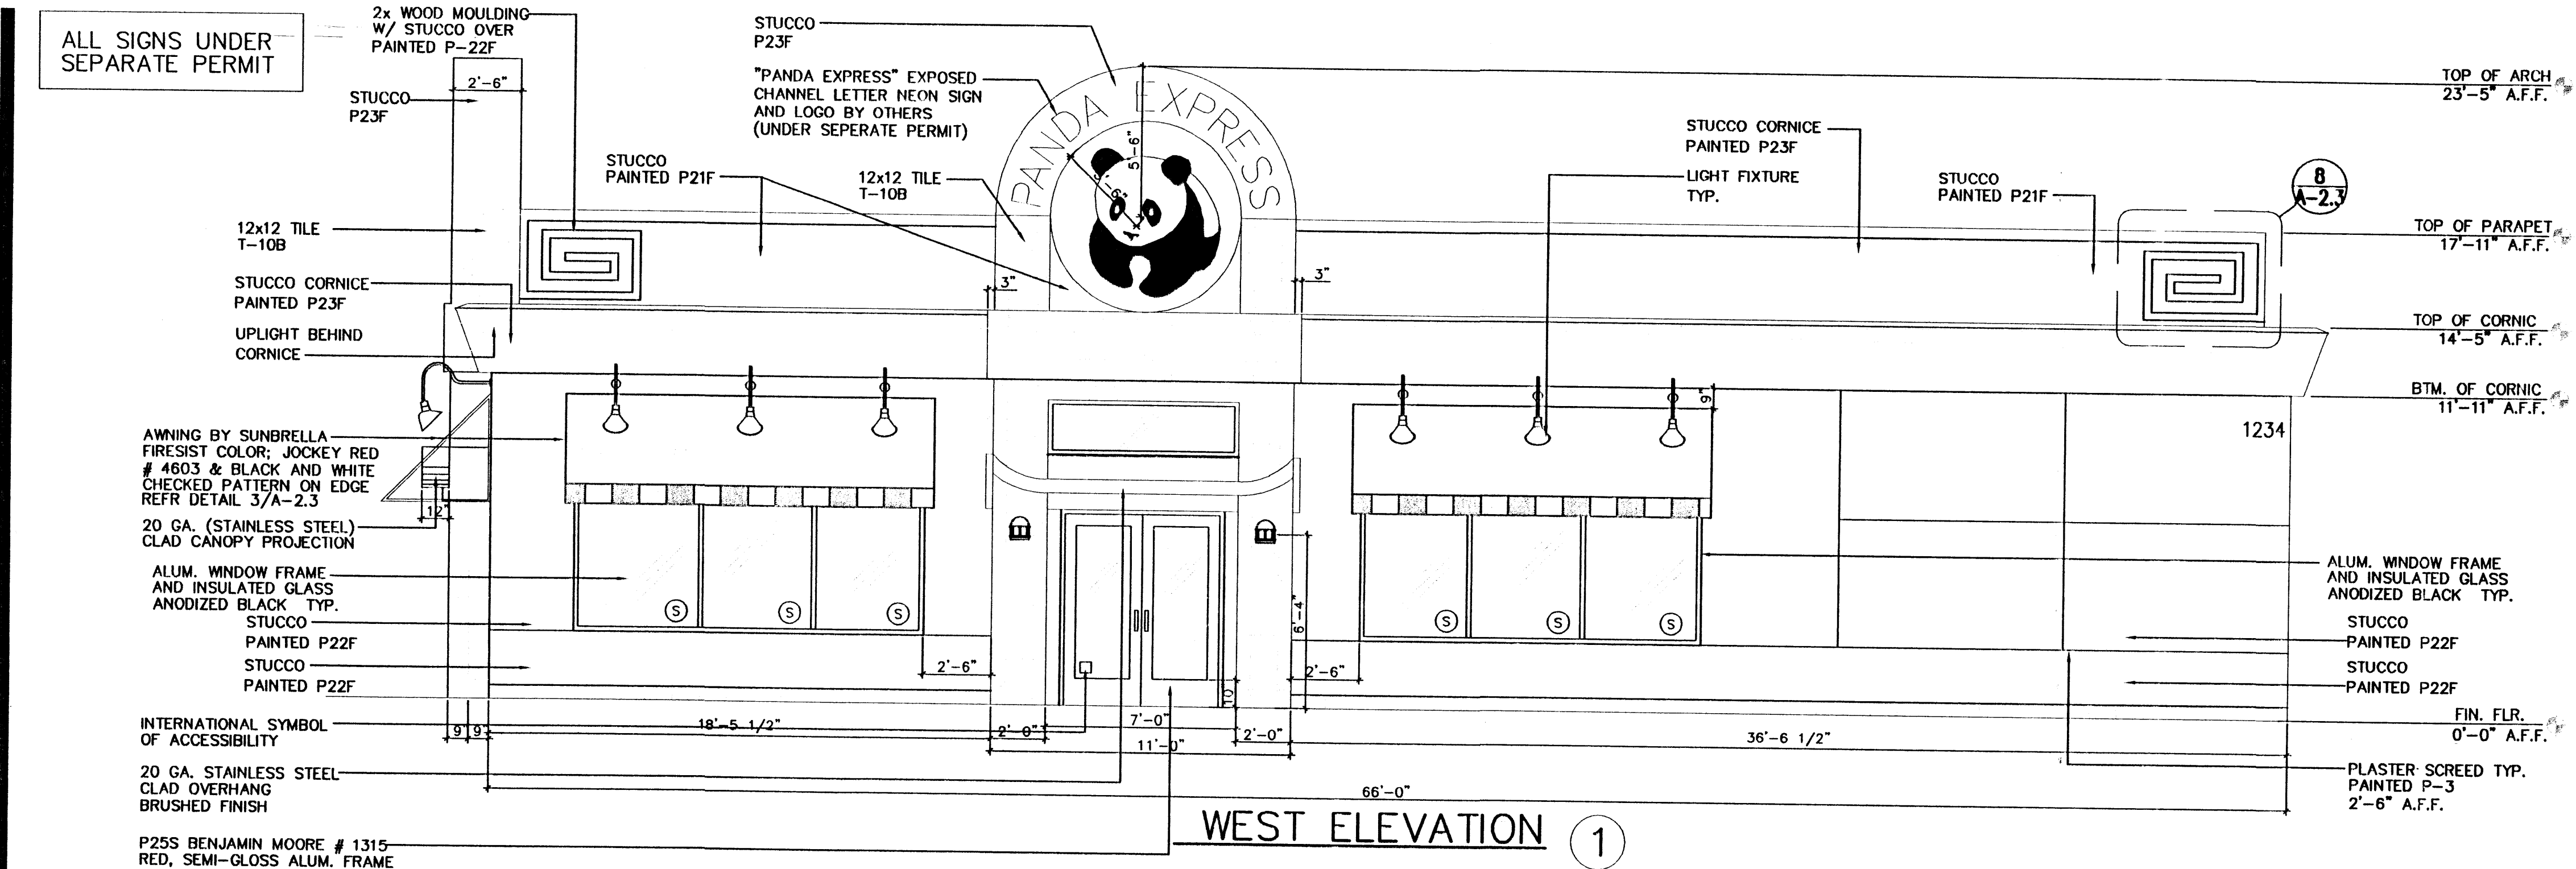 ALL SIGNS UNDER
SEPARATE PERMIT
2x WOOD MOULDING
W/ STUCCO OVER
PAINTED P-22F
2'-6"
STUCCO
P23F
STUCCO
P23F
"PANDA EXPRESS" EXPOSED
CHANNEL LETTER NEON SIGN
AND LOGO BY OTHERS
(UNDER SEPERATE PERMIT)
PANDA EXPRESS
5'-6"
TOP OF ARCH
23'-5" A.F.F.
STUCCO
PAINTED P21F
12x12 TILE
T-10B
STUCCO CORNICE
PAINTED P23F
LIGHT FIXTURE
TYP.
STUCCO
PAINTED P21F
8
A-2.3
12x12 TILE
T-10B
TOP OF PARAPET
17'-11" A.F.F.
STUCCO CORNICE
PAINTED P23F
3"
3"
UPLIGHT BEHIND
CORNICE
TOP OF CORNIC
14'-5" A.F.F.
BTM. OF CORNIC
11'-11" A.F.F.
9"
1234
AWNING BY SUNBRELLA
FIRESIST COLOR; JOCKEY RED
# 4603 & BLACK AND WHITE
CHECKED PATTERN ON EDGE
REFR DETAIL 3/A-2.3
12"
20 GA. (STAINLESS STEEL)
CLAD CANOPY PROJECTION
ALUM. WINDOW FRAME
AND INSULATED GLASS
ANODIZED BLACK TYP.
S S S
S S S
6'-4"
ALUM. WINDOW FRAME
AND INSULATED GLASS
ANODIZED BLACK TYP.
STUCCO
PAINTED P22F
STUCCO
PAINTED P22F
2'-6"
2'-6"
10
STUCCO
PAINTED P22F
STUCCO
PAINTED P22F
INTERNATIONAL SYMBOL
OF ACCESSIBILITY
9" 9"
18'-5 1/2"
2'-0"
7'-0"
2'-0"
11'-0"
36'-6 1/2"
FIN. FLR.
0'-0" A.F.F.
20 GA. STAINLESS STEEL
CLAD OVERHANG
BRUSHED FINISH
66'-0"
PLASTER SCREED TYP.
PAINTED P-3
2'-6" A.F.F.
P25S BENJAMIN MOORE # 1315
RED, SEMI-GLOSS ALUM. FRAME
WEST ELEVATION 1